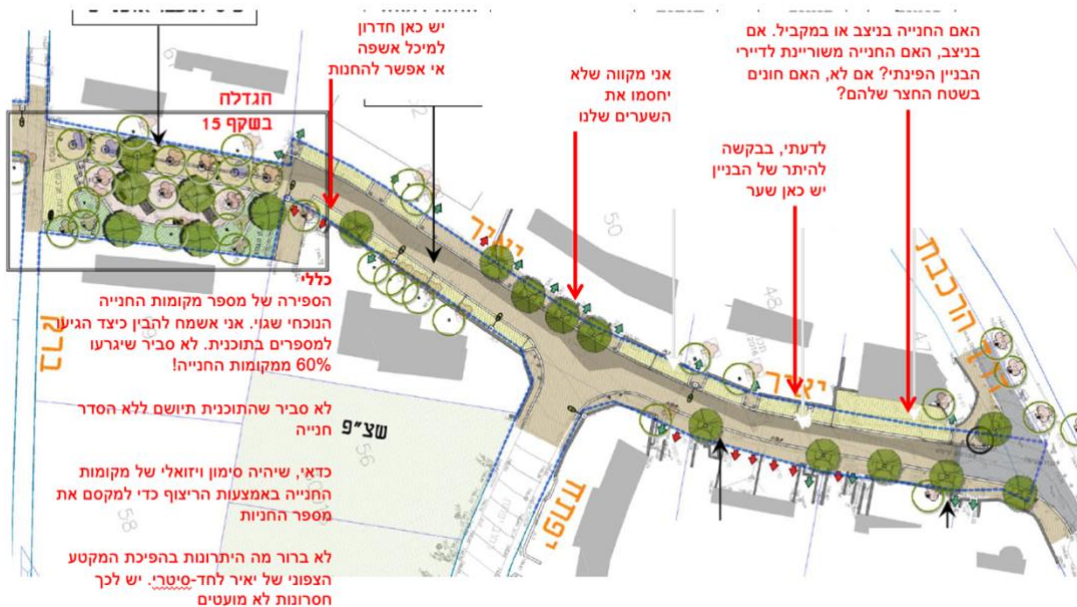 יש כאן חדרון
למיכל אשפה
אי אפשר להחנות
אני מקווה שלא
יחסמו את
השערים שלנו
האם החנייה בניצב או במקביל. אם
בניצב, האם החנייה משוריינת לדיירי
הבניין הפינתי? אם לא, האם חונים
בשטח החצר שלהם?
לדעתי, בבקשה
להיתר של הבניין
יש כאן שער
הגדלה
בשקף 15
יאיר
יאיר
הרכבת
ברק
יפתח
שצ"פ
50
48
47
56
58
כללי
הספירה של מספר מקומות החנייה
הנוכחי שגוי. אני אשמח להבין כיצד הגיעו
למספרים בתוכנית. לא סביר שיגרעו
60% ממקומות החנייה!
לא סביר שהתוכנית תיושם ללא הסדר
חנייה
כדאי, שיהיה סימון ויזואלי של מקומות
החנייה באמצעות הריצוף כדי למקסם את
מספר החניות
לא ברור מה היתרונות בהפיכת המקטע
הצפוני של יאיר לחד-סיטרי. יש לכך
חסרונות לא מועטים